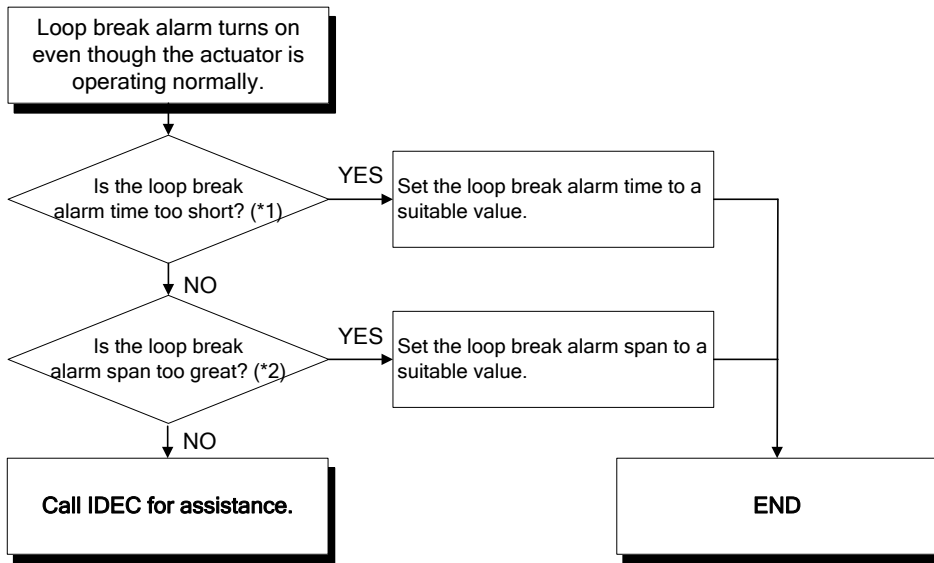 Loop break alarm turns on
even though the actuator is
operating normally.
Is the loop break
alarm time too short? (*1)
YES
Set the loop break alarm time to a
suitable value.
NO
Is the loop break
alarm span too great? (*2)
YES
Set the loop break alarm span to a
suitable value.
NO
Call IDEC for assistance.
END